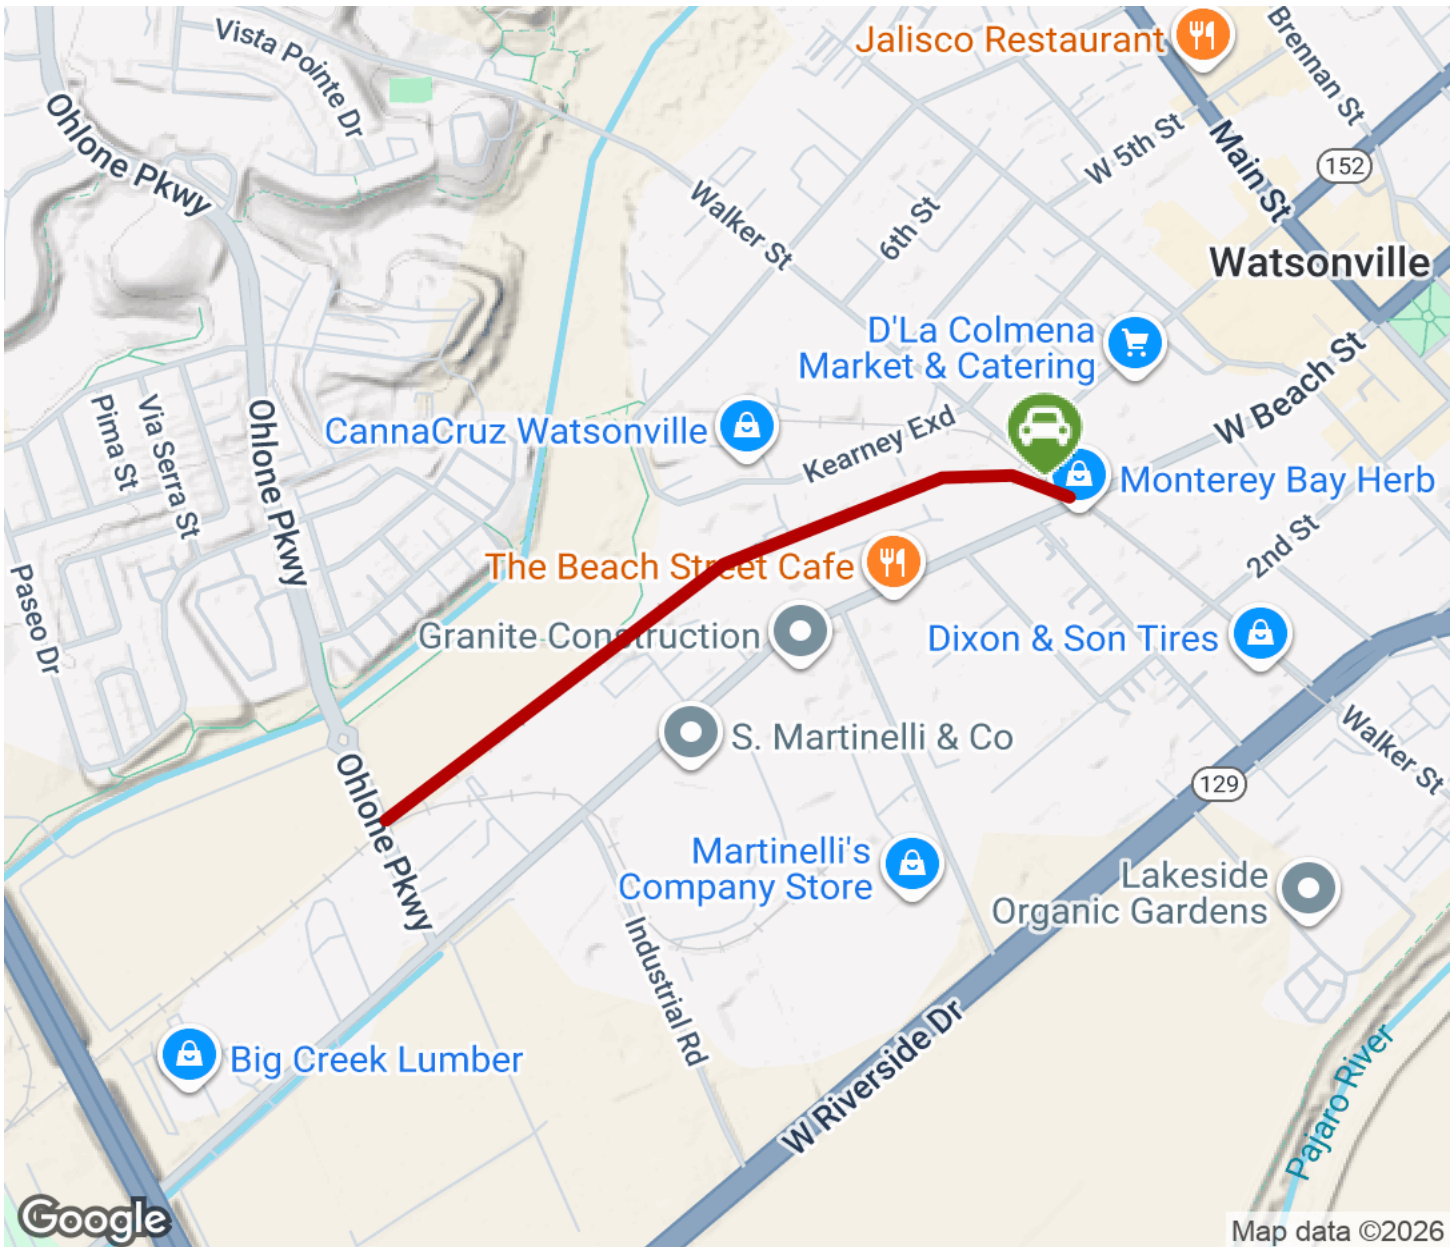 Vista Pointe Dr
Jalisco Restaurant
Brennan St
Ohlone Pkwy
W 5th St
Main St
152
Walker St
6th St
Watsonville
D'La Colmena
Market & Catering
W Beach St
Pima St
Via Serra St
Ohlone Pkwy
CannaCruz Watsonville
Kearney Exd
Monterey Bay Herb
2nd St
The Beach Street Cafe
Paseo Dr
Granite Construction
Dixon & Son Tires
S. Martinelli & Co
Walker St
Ohlone Pkwy
129
Martinelli's
Company Store
Lakeside
Organic Gardens
Industrial Rd
Big Creek Lumber
W Riverside Dr
Pajaro River
Google
Map data ©2026